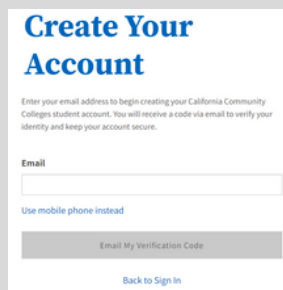 Create Your
Account
Enter your email address to begin creating your California Community
Colleges student account. You will receive a code via email to verify your
identity and keep your account secure.
Email
Use mobile phone instead
Email My Verification Code
Back to Sign In